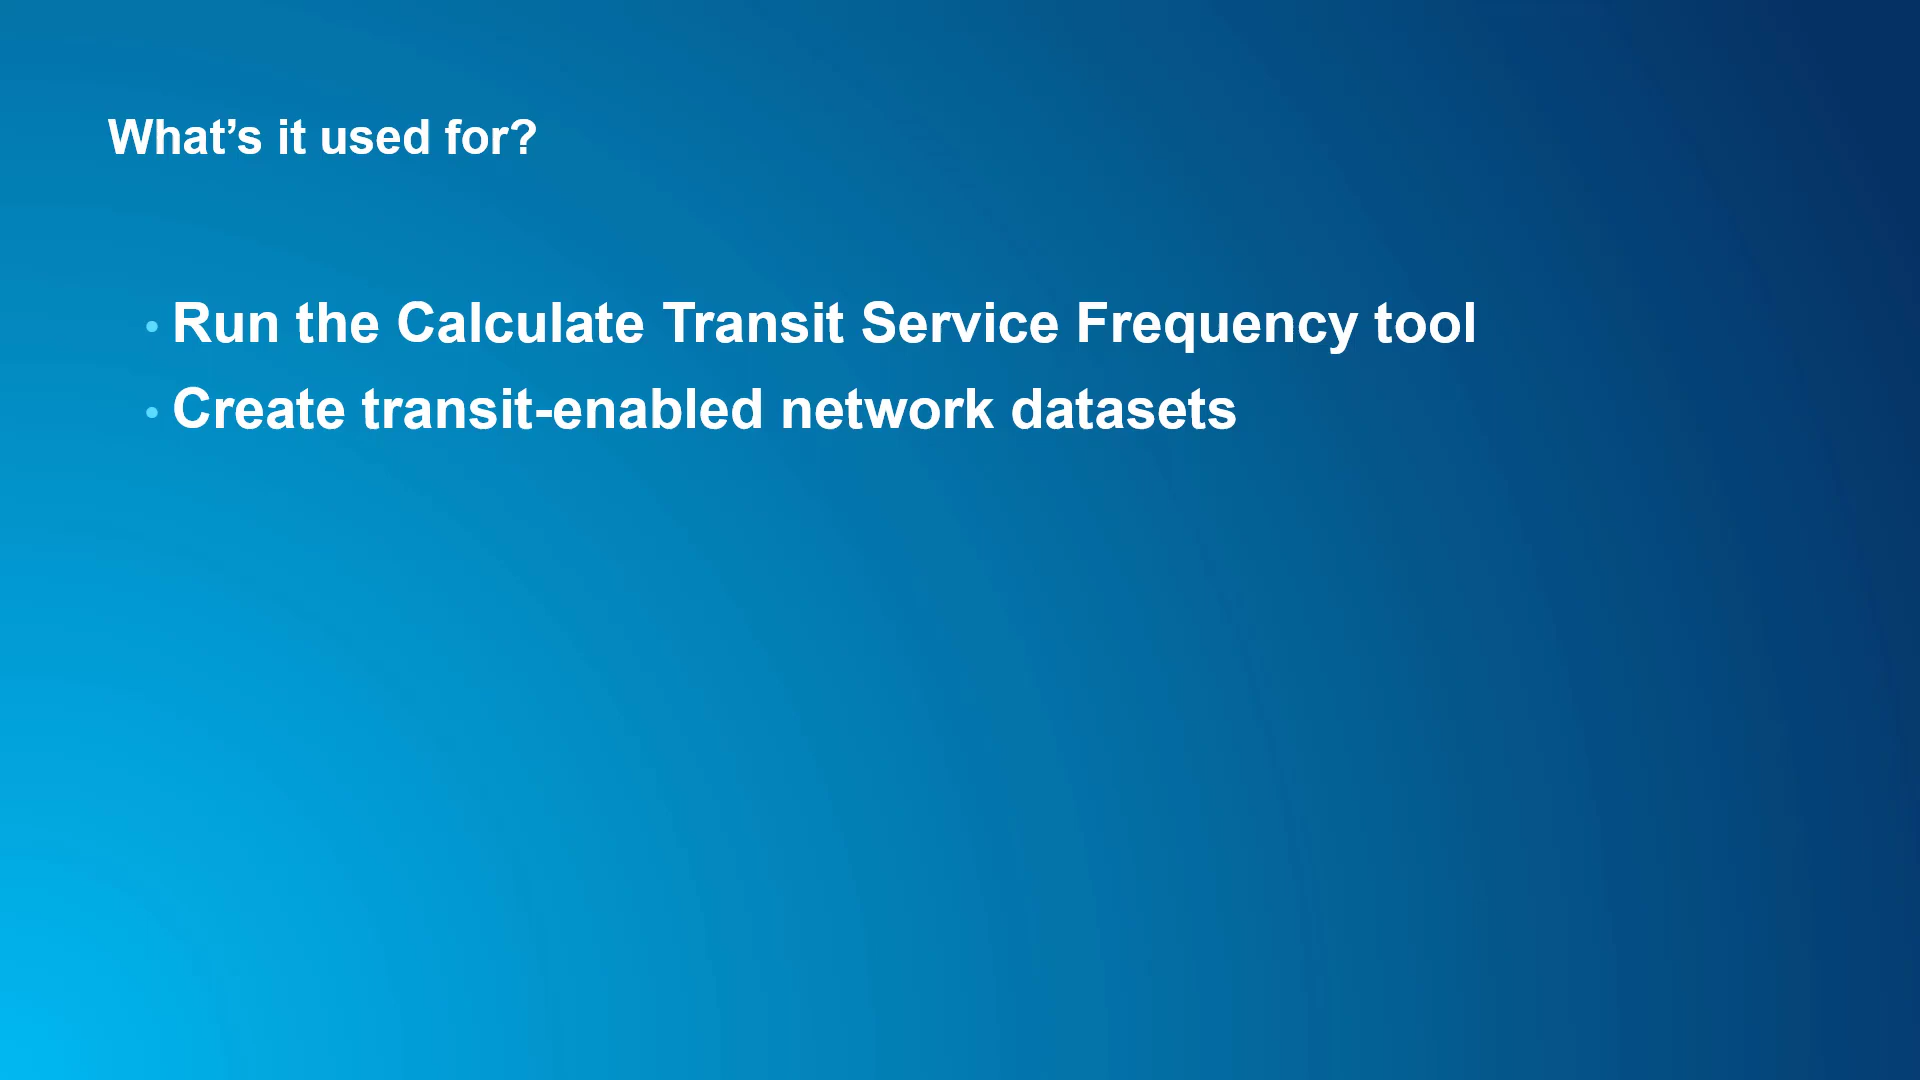 What’s it used for?
• Run the Calculate Transit Service Frequency tool
• Create transit-enabled network datasets